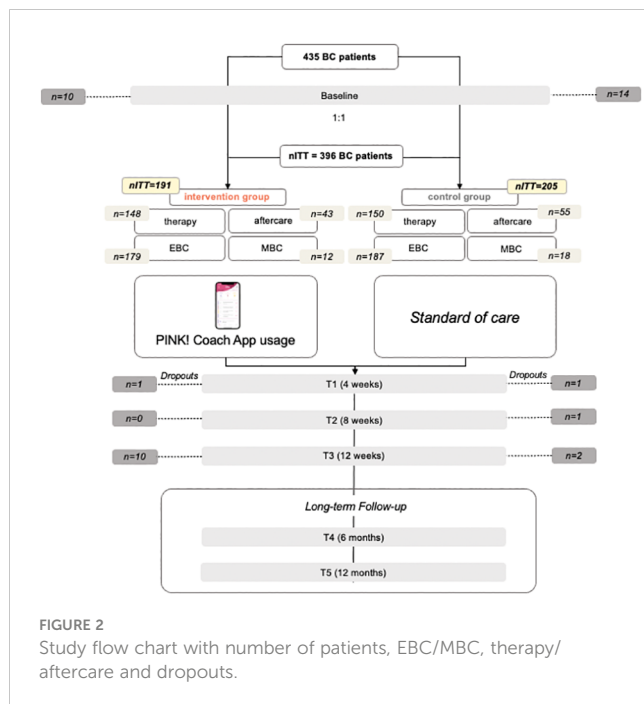 435 BC patients
n=10
Baseline
n=14
1:1
nITT = 396 BC patients
nITT=191
intervention group
nITT=205
control group
n=148
therapy
aftercare
n=43
n=150
therapy
aftercare
n=55
n=179
EBC
MBC
n=12
n=187
EBC
MBC
n=18
PINK! Coach App usage
Standard of care
Dropouts
Dropouts
n=1
T1 (4 weeks)
n=1
n=0
T2 (8 weeks)
n=1
n=10
T3 (12 weeks)
n=2
Long-term Follow-up
T4 (6 months)
T5 (12 months)
FIGURE 2
Study flow chart with number of patients, EBC/MBC, therapy/
aftercare and dropouts.